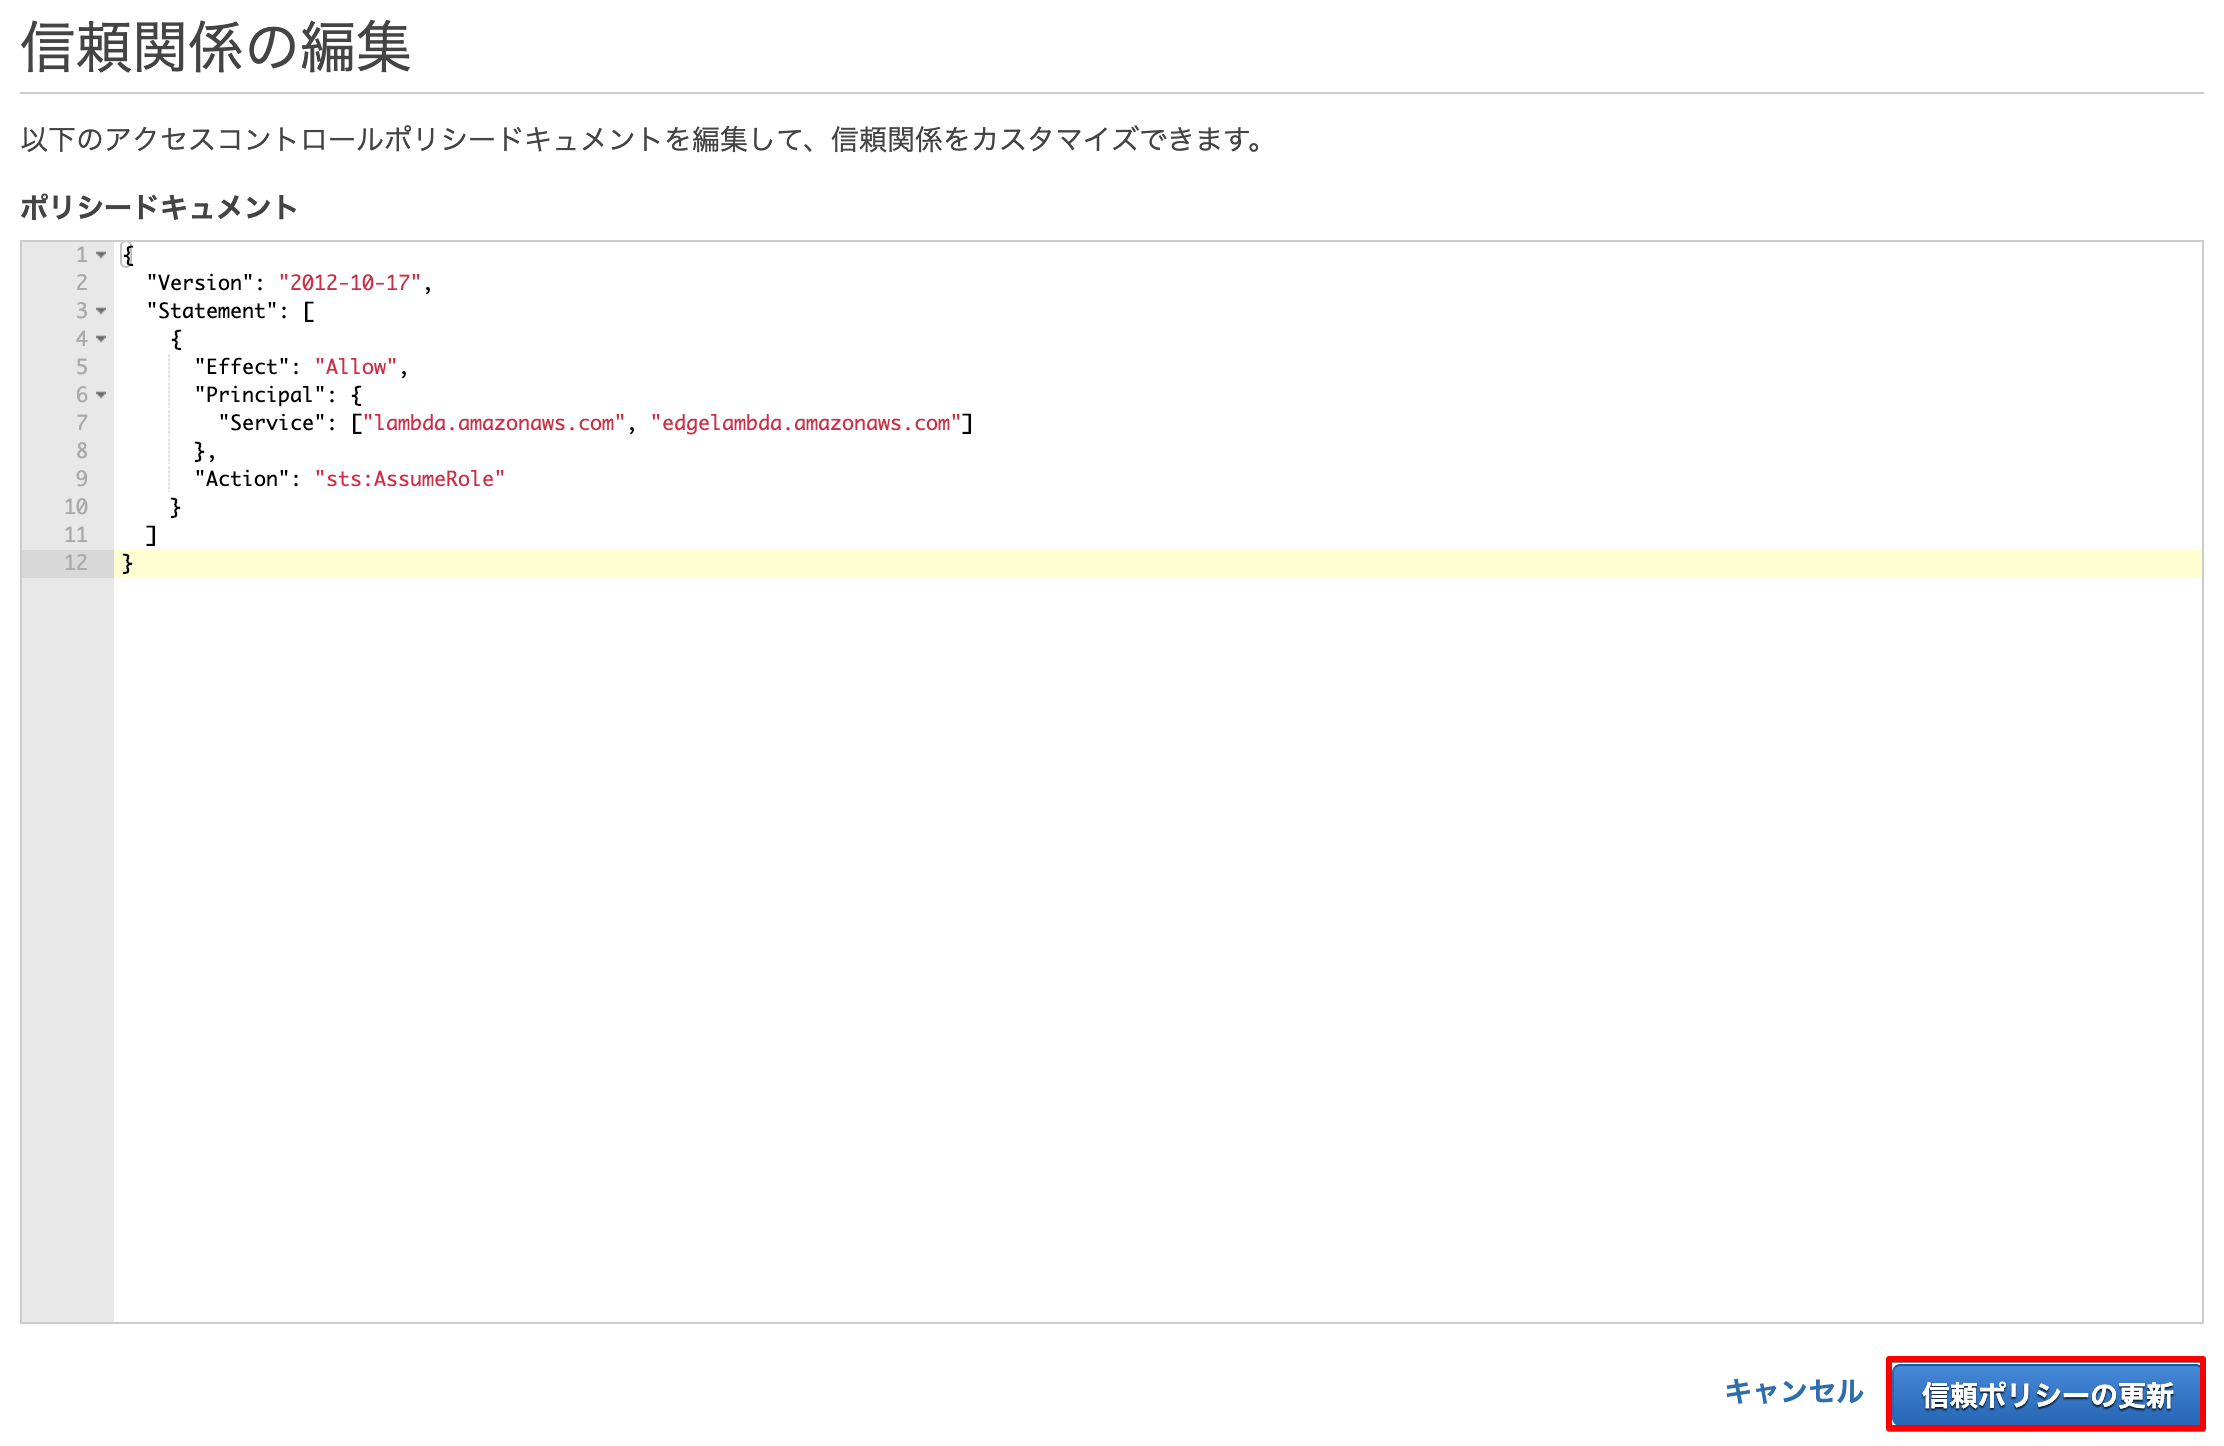 信頼関係の編集
以下のアクセスコントロールポリシードキュメントを編集して、信頼関係をカスタマイズできます。
ポリシードキュメント
1 {
2   "Version": "2012-10-17",
3   "Statement": [
4     {
5       "Effect": "Allow",
6       "Principal": {
7         "Service": ["lambda.amazonaws.com", "edgelambda.amazonaws.com"]
8       },
9       "Action": "sts:AssumeRole"
10     }
11   ]
12 }
キャンセル 信頼ポリシーの更新